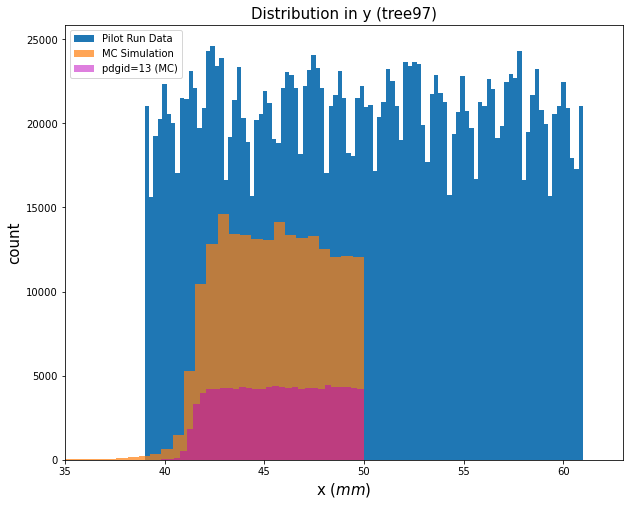 Distribution in y (tree97)
Pilot Run Data
MC Simulation
pdgid=13 (MC)
count
25000
20000
15000
10000
5000
0
35
40
45
50
55
60
x (mm)